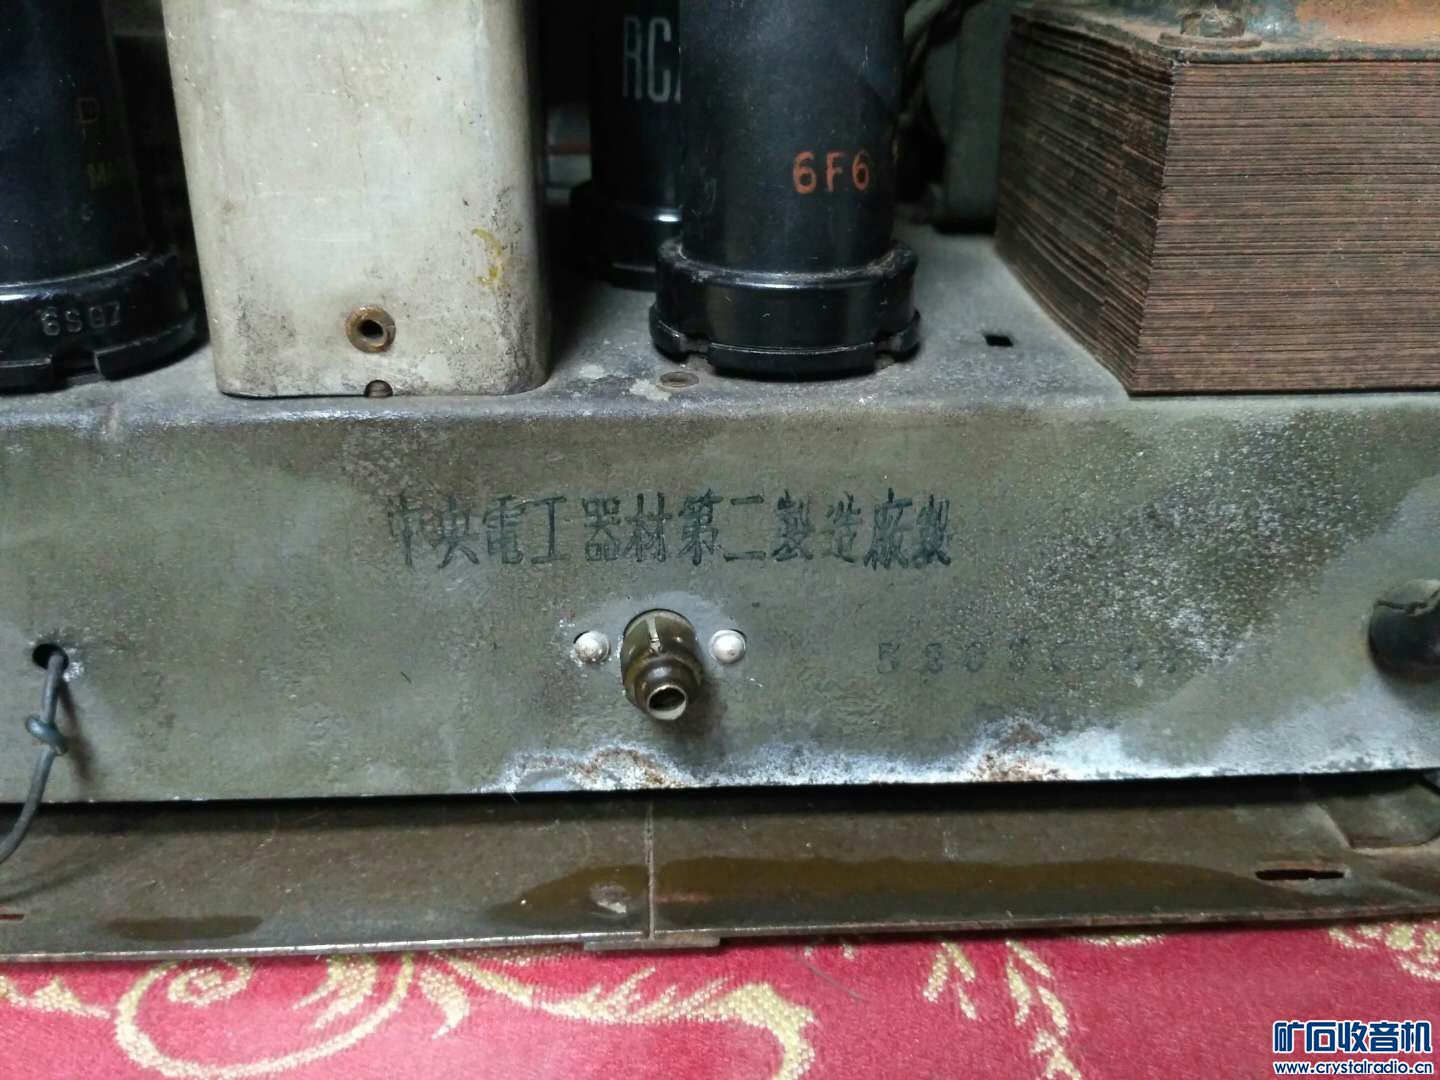 RCA
6F6
6SQ7
中央電工器材第二製造廠製
矿石收音机
www.crystalradio.cn